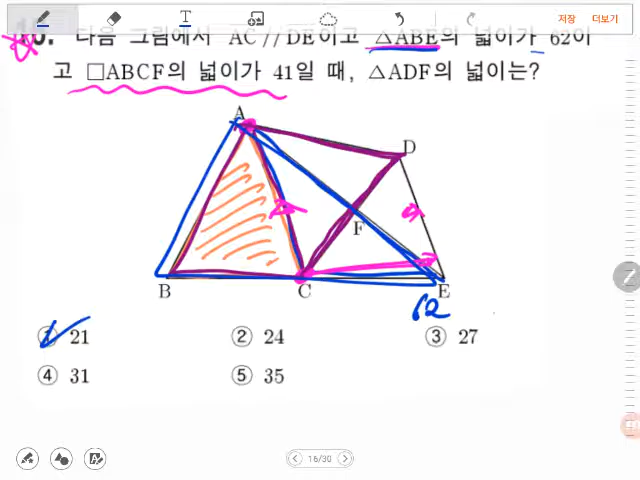 저장 더보기
다음 그림에서 AC//DE이고 △ABE의 넓이가 62이
고 □ABCF의 넓이가 41일 때, △ADF의 넓이는?
A
D
F
B C E
62
① 21 ② 24 ③ 27
④ 31 ⑤ 35
16/30